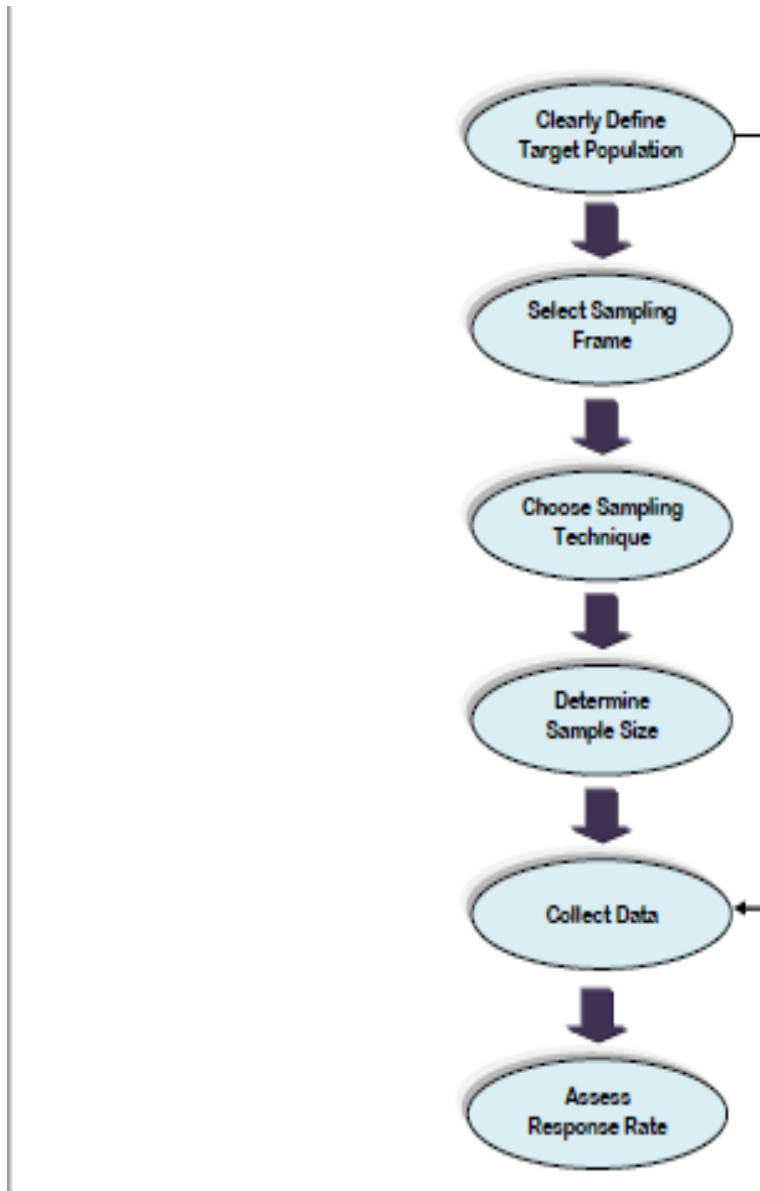 Clearly Define
Target Population
Select Sampling
Frame
Choose Sampling
Technique
Determine
Sample Size
Collect Data
Assess
Response Rate